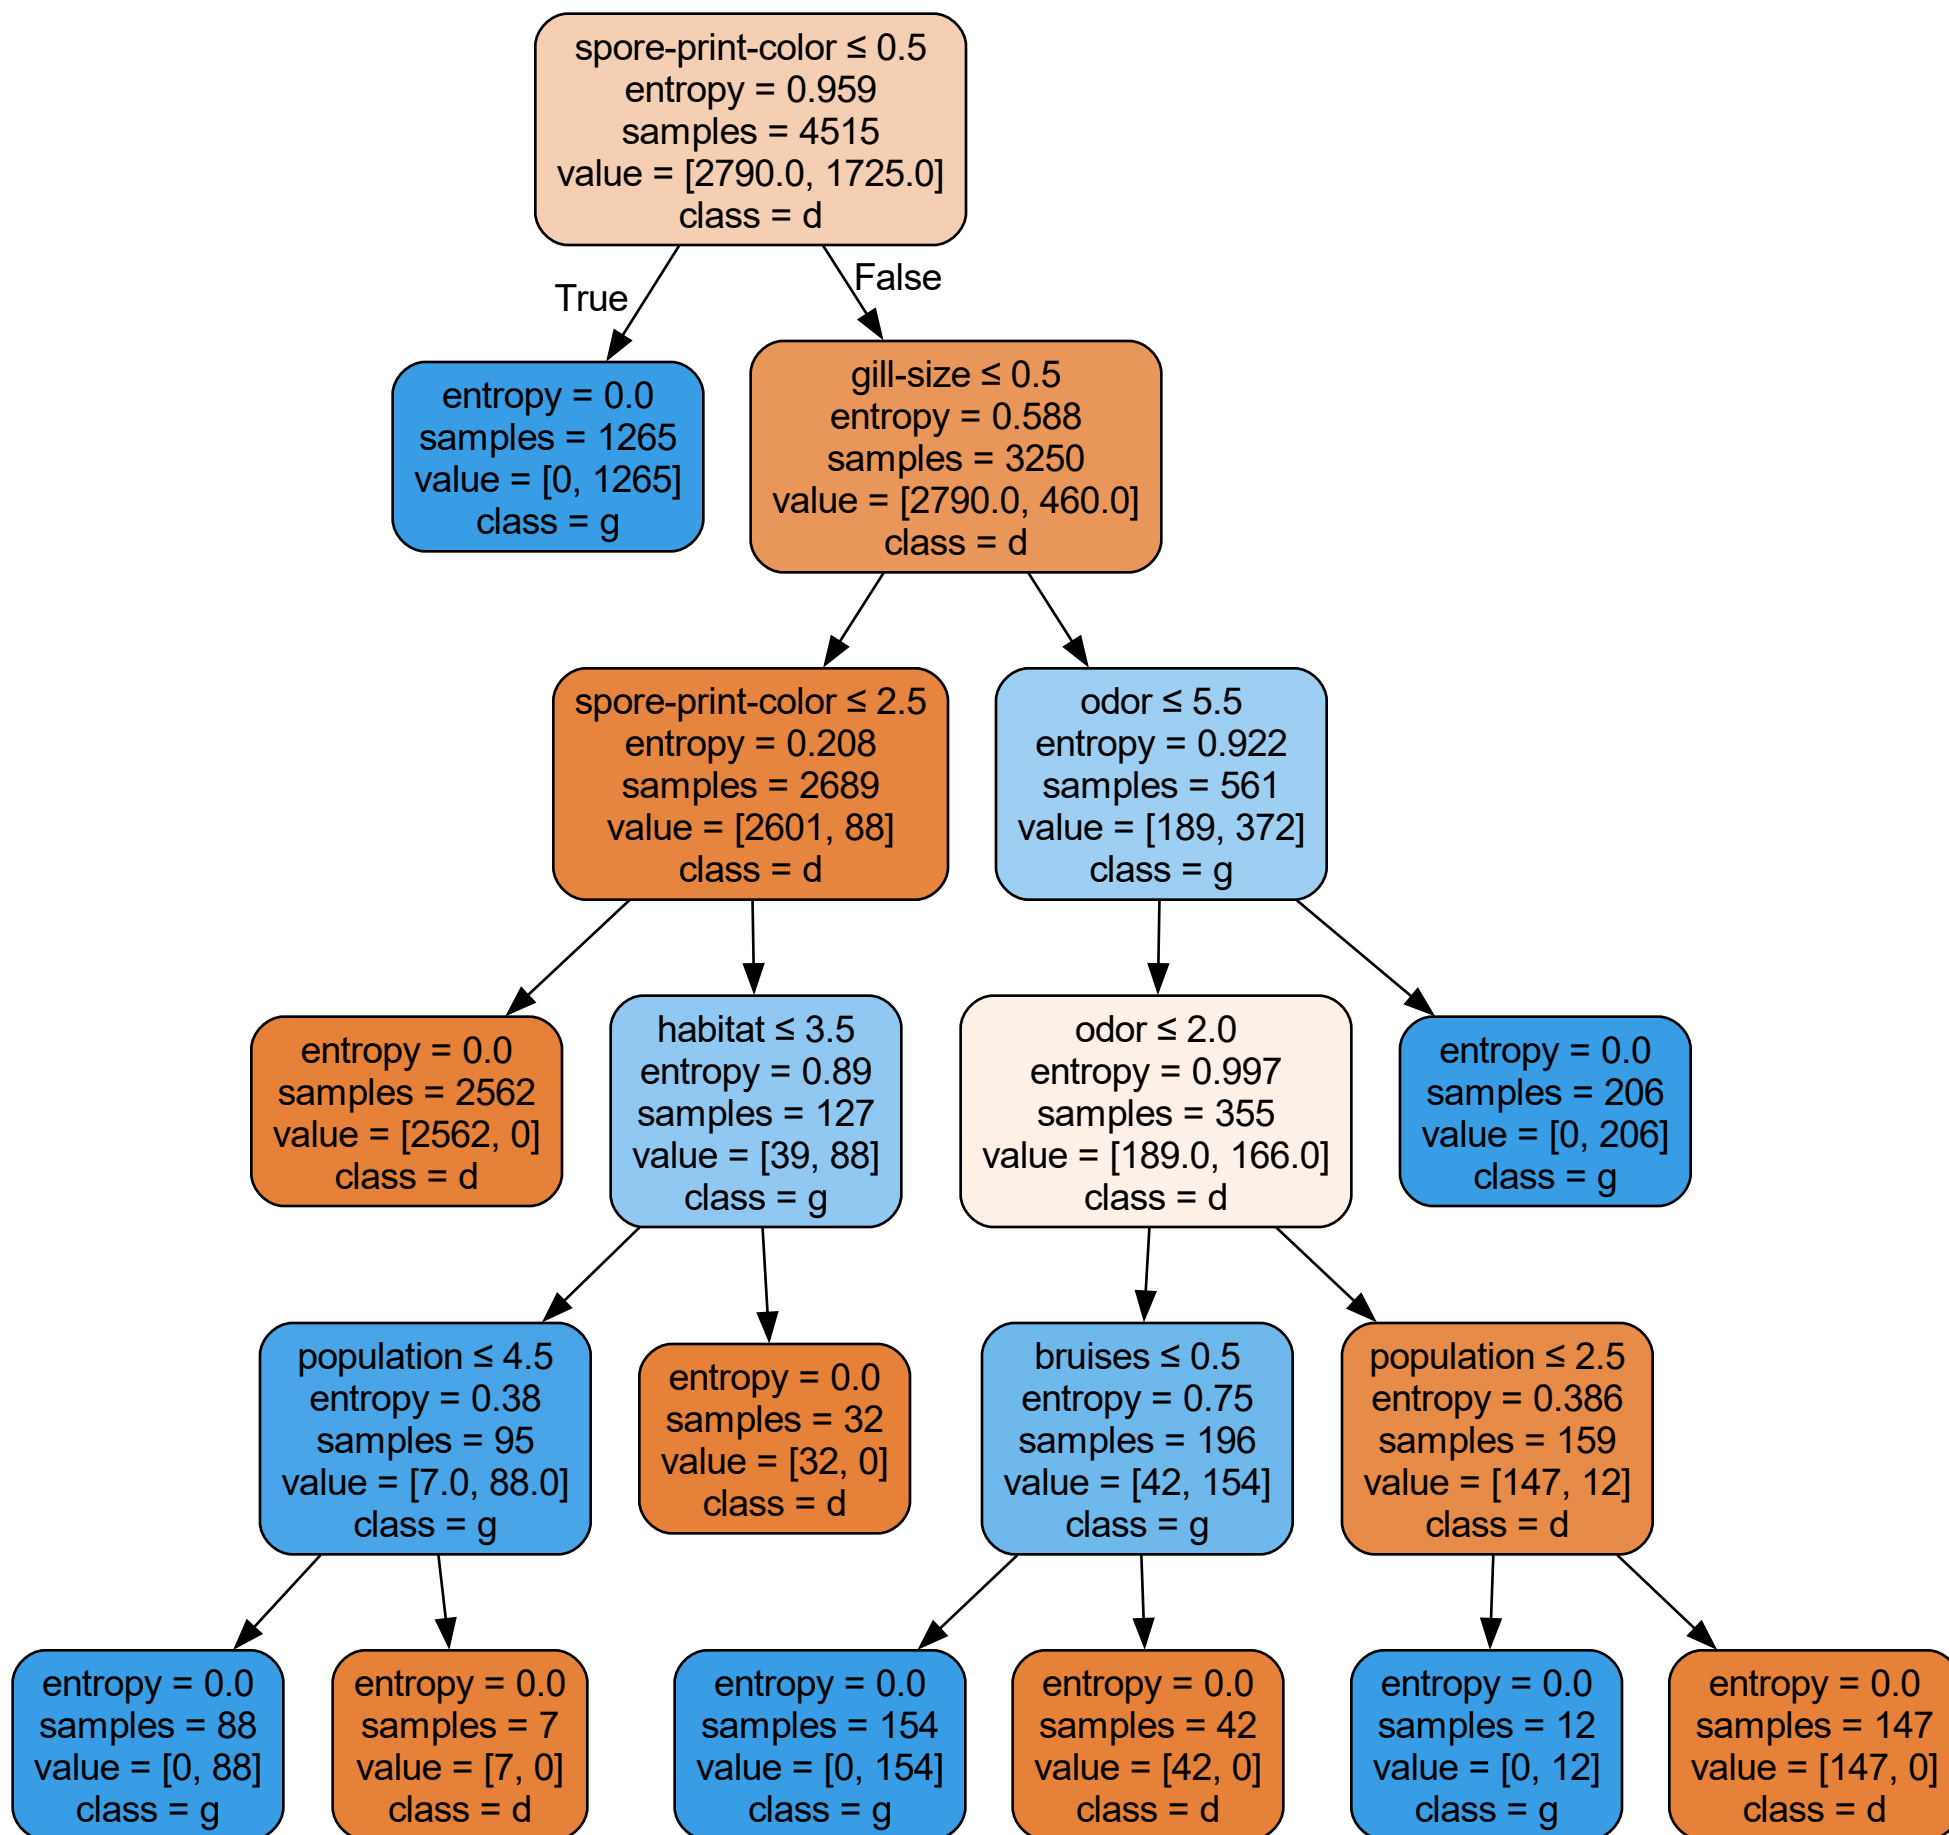 spore-print-color ≤ 0.5
entropy = 0.959
samples = 4515
value = [2790.0, 1725.0]
class = d
True
False
entropy = 0.0
samples = 1265
value = [0, 1265]
class = g
gill-size ≤ 0.5
entropy = 0.588
samples = 3250
value = [2790.0, 460.0]
class = d
spore-print-color ≤ 2.5
entropy = 0.208
samples = 2689
value = [2601, 88]
class = d
odor ≤ 5.5
entropy = 0.922
samples = 561
value = [189, 372]
class = g
entropy = 0.0
samples = 2562
value = [2562, 0]
class = d
habitat ≤ 3.5
entropy = 0.89
samples = 127
value = [39, 88]
class = g
odor ≤ 2.0
entropy = 0.997
samples = 355
value = [189.0, 166.0]
class = d
entropy = 0.0
samples = 206
value = [0, 206]
class = g
population ≤ 4.5
entropy = 0.38
samples = 95
value = [7.0, 88.0]
class = g
entropy = 0.0
samples = 32
value = [32, 0]
class = d
bruises ≤ 0.5
entropy = 0.75
samples = 196
value = [42, 154]
class = g
population ≤ 2.5
entropy = 0.386
samples = 159
value = [147, 12]
class = d
entropy = 0.0
samples = 88
value = [0, 88]
class = g
entropy = 0.0
samples = 7
value = [7, 0]
class = d
entropy = 0.0
samples = 154
value = [0, 154]
class = g
entropy = 0.0
samples = 42
value = [42, 0]
class = d
entropy = 0.0
samples = 12
value = [0, 12]
class = g
entropy = 0.0
samples = 147
value = [147, 0]
class = d